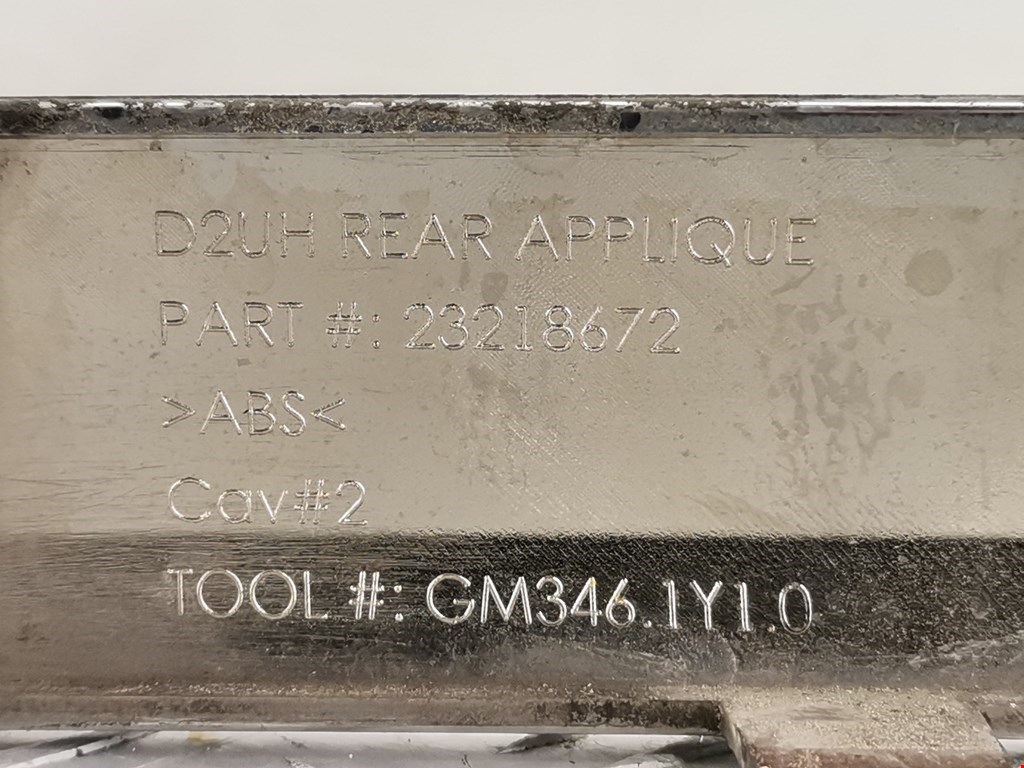 D2UH REAR APPLIQUE
PART #: 23218672
>ABS<
Cav#2
TOOL #: GM346.1Y1.0